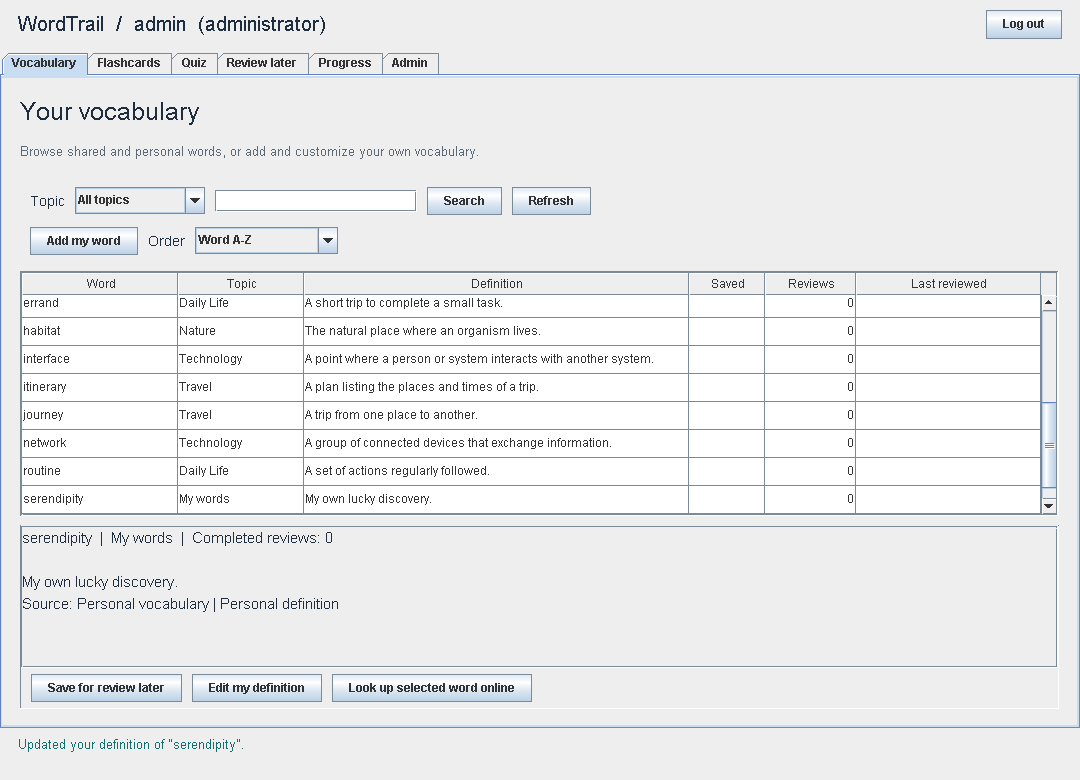 WordTrail / admin (administrator)
Log out
Vocabulary Flashcards Quiz Review later Progress Admin
Your vocabulary
Browse shared and personal words, or add and customize your own vocabulary.
Topic All topics Search Refresh
Add my word Order Word A-Z
Word Topic Definition Saved Reviews Last reviewed
errand Daily Life A short trip to complete a small task. 0
habitat Nature The natural place where an organism lives. 0
interface Technology A point where a person or system interacts with another system. 0
itinerary Travel A plan listing the places and times of a trip. 0
journey Travel A trip from one place to another. 0
network Technology A group of connected devices that exchange information. 0
routine Daily Life A set of actions regularly followed. 0
serendipity My words My own lucky discovery. 0
serendipity | My words | Completed reviews: 0
My own lucky discovery.
Source: Personal vocabulary | Personal definition
Save for review later Edit my definition Look up selected word online
Updated your definition of "serendipity".